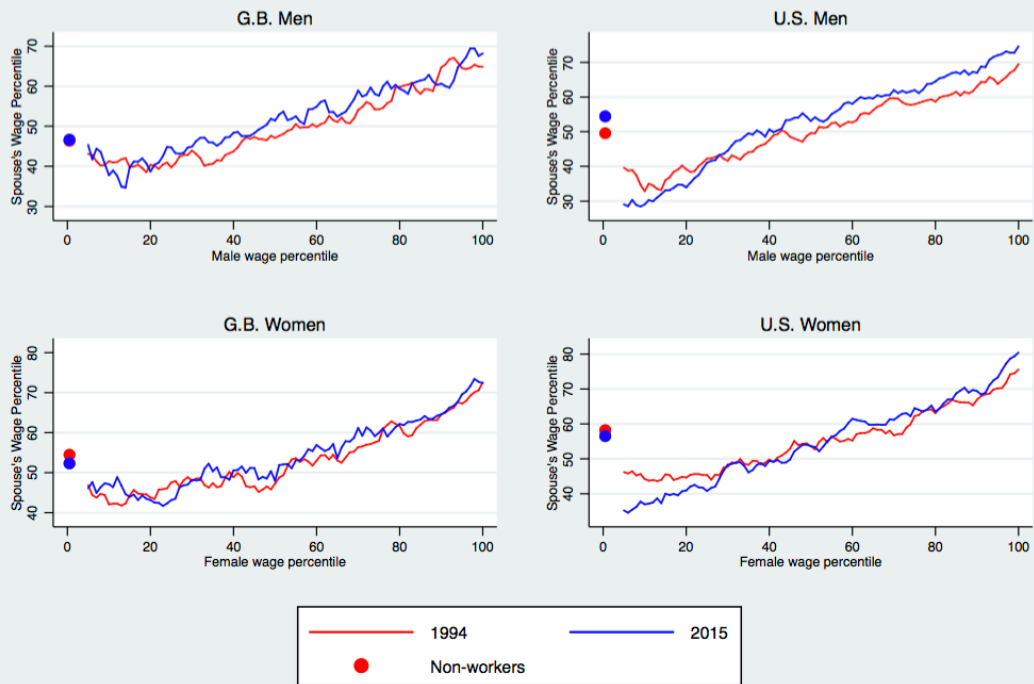 G.B. Men
Spouse's Wage Percentile
70
60
50
40
30
0 20 40 60 80 100
Male wage percentile
U.S. Men
Spouse's Wage Percentile
70
60
50
40
30
0 20 40 60 80 100
Male wage percentile
G.B. Women
Spouse's Wage Percentile
80
70
60
50
40
0 20 40 60 80 100
Female wage percentile
U.S. Women
Spouse's Wage Percentile
80
70
60
50
40
0 20 40 60 80 100
Female wage percentile
1994 2015
Non-workers